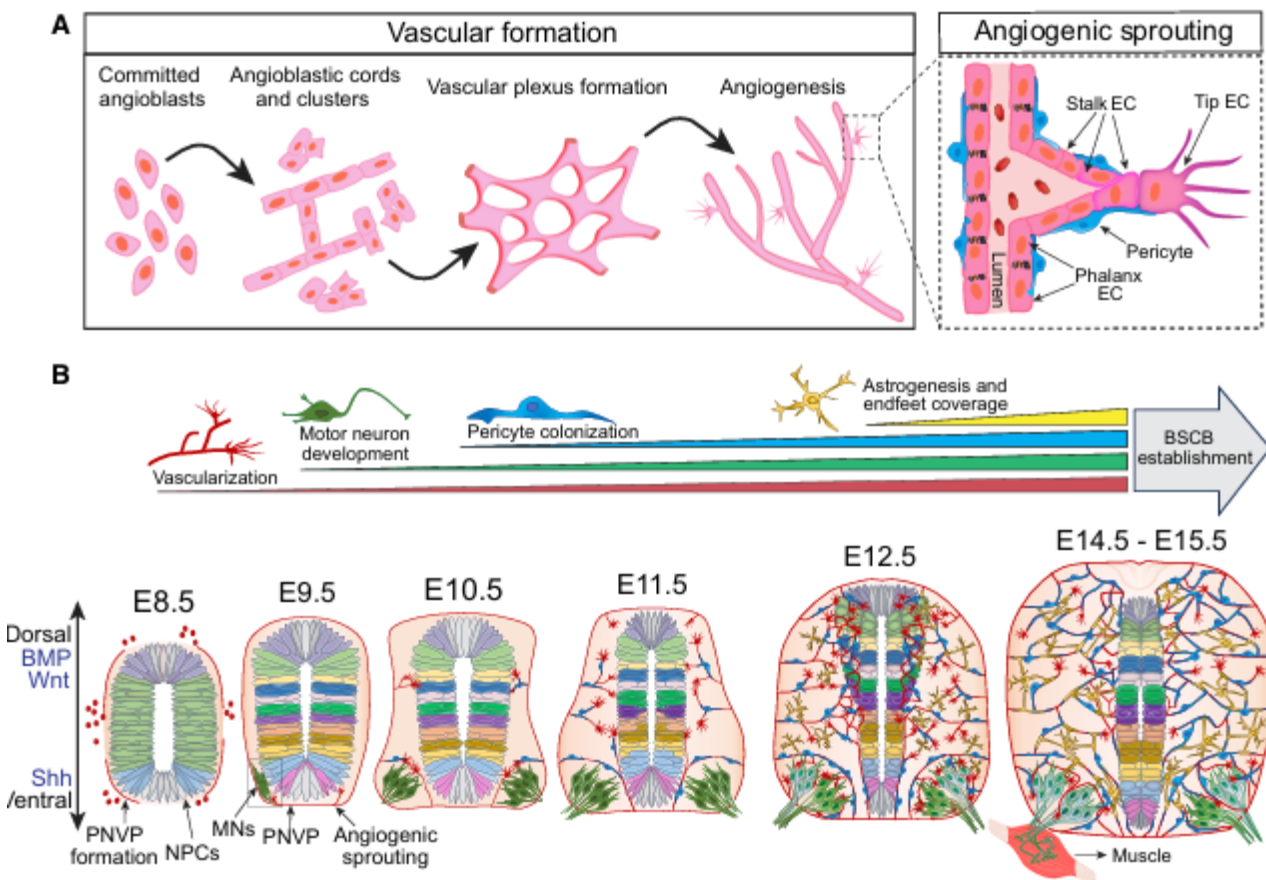 A
Vascular formation
Committed
angioblasts
Angioblastic cords
and clusters
Vascular plexus formation
Angiogenesis
Angiogenic sprouting
Stalk EC
Tip EC
Pericyte
Phalanx
EC
Lumen
B
Vascularization
Motor neuron
development
Pericyte colonization
Astrogenesis and
endfeet coverage
BSCB
establishment
E8.5
E9.5
E10.5
E11.5
E12.5
E14.5 - E15.5
Dorsal
BMP
Wnt
Shh
/entral
PNVP
formation
NPCs
MNs
PNVP
Angiogenic
sprouting
Muscle